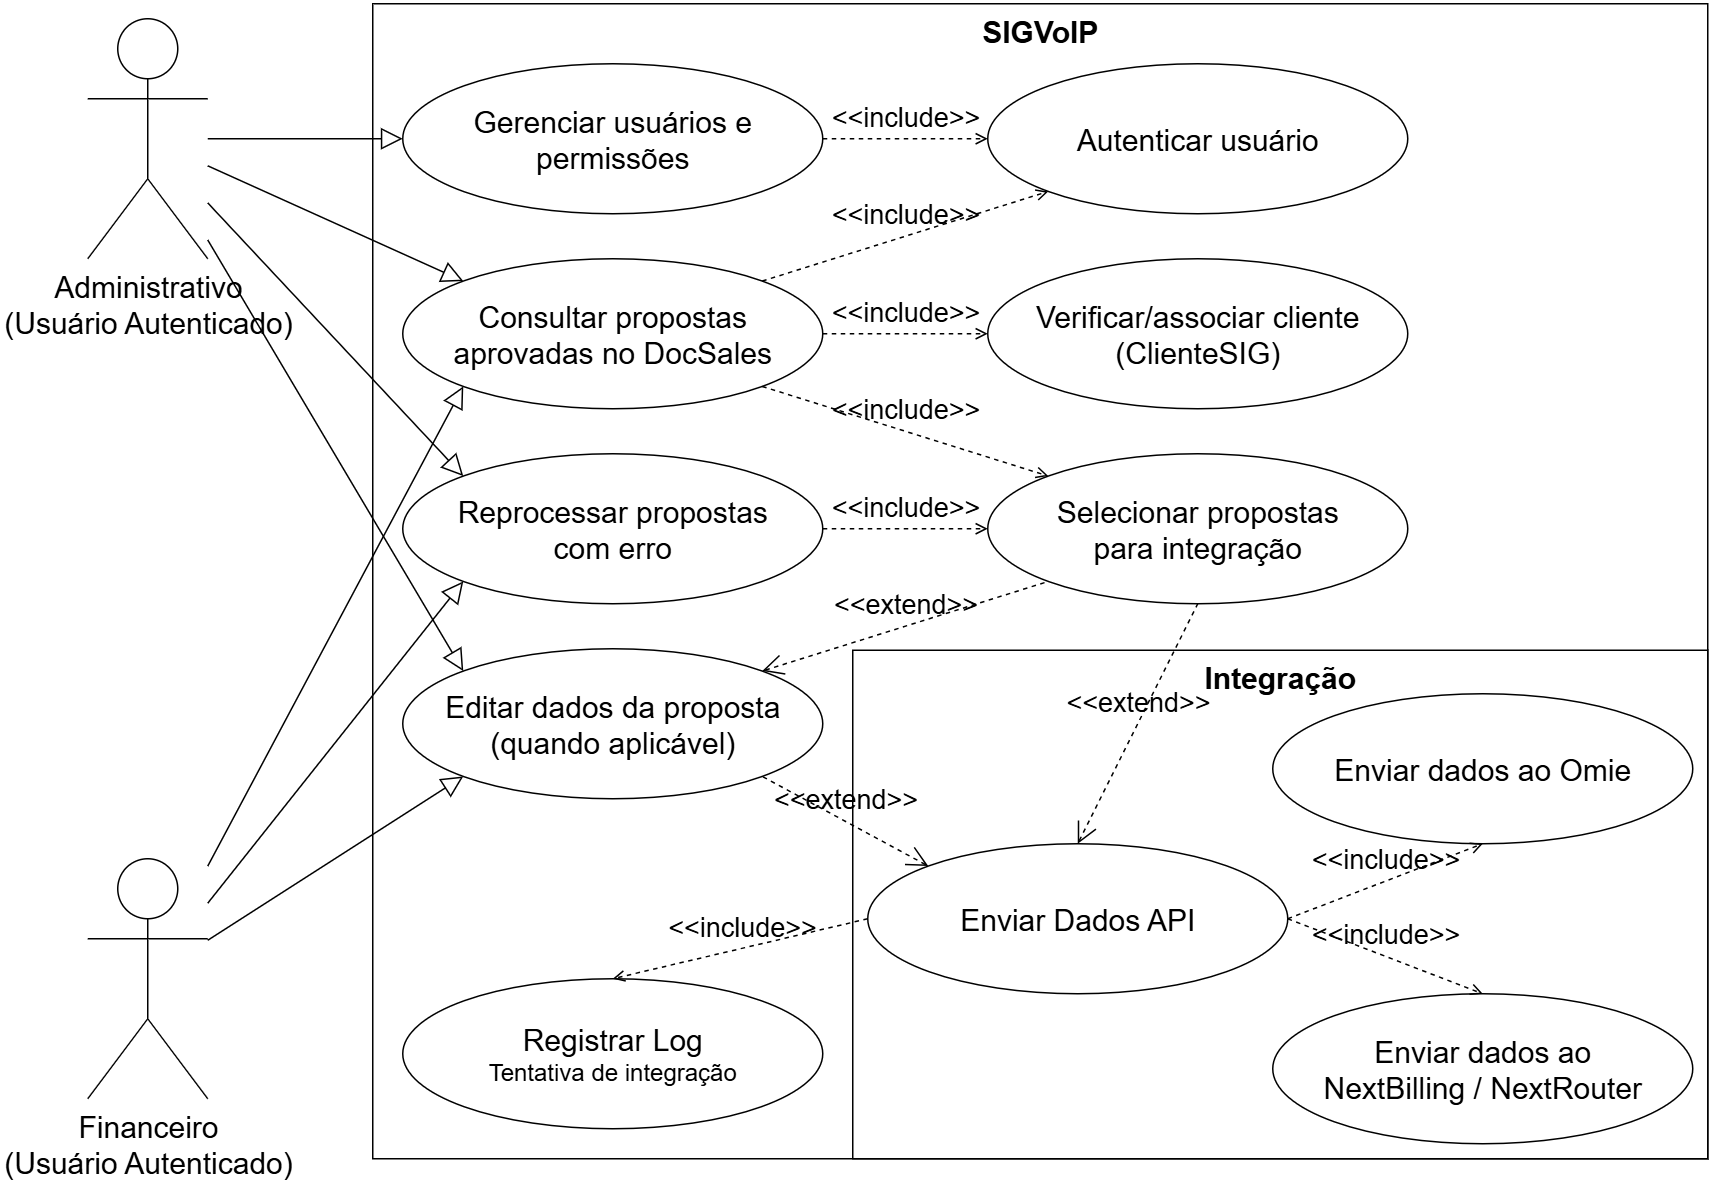 SIGVoIP
Gerenciar usuários e
permissões
<<include>>
Autenticar usuário
<<include>>
Administrativo
(Usuário Autenticado)
Consultar propostas
aprovadas no DocSales
<<include>>
Verificar/associar cliente
(ClienteSIG)
<<include>>
Reprocessar propostas
com erro
<<include>>
Selecionar propostas
para integração
<<extend>>
Editar dados da proposta
(quando aplicável)
Integração
<<extend>>
Enviar dados ao Omie
<<extend>>
<<include>>
Enviar Dados API
<<include>>
<<include>>
Registrar Log
Tentativa de integração
Enviar dados ao
NextBilling / NextRouter
Financeiro
(Usuário Autenticado)